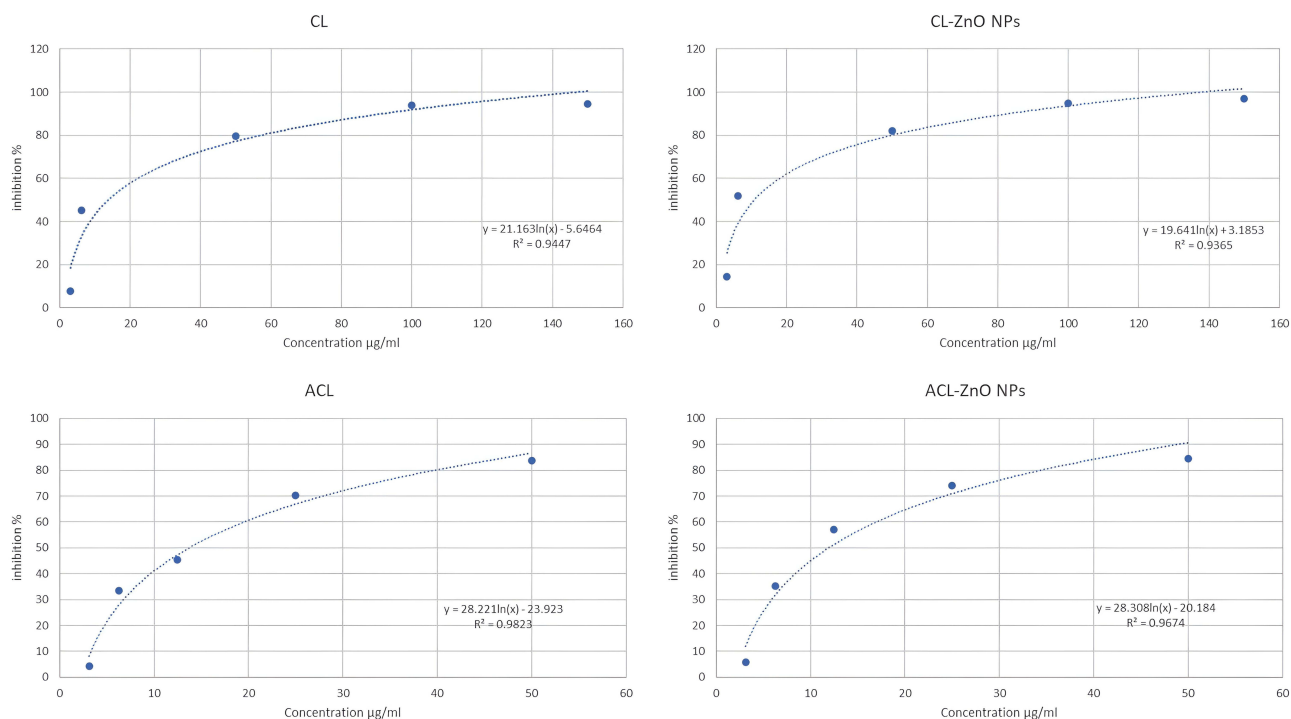 CL
120
100
80
60
40
20
0
inhibition %
y = 21.163ln(x) - 5.6464
R² = 0.9447
0 20 40 60 80 100 120 140 160
Concentration µg/ml
CL-ZnO NPs
120
100
80
60
40
20
0
inhibition %
y = 19.641ln(x) + 3.1853
R² = 0.9365
0 20 40 60 80 100 120 140 160
Concentration µg/ml
ACL
100
90
80
70
60
50
40
30
20
10
0
inhibition %
y = 28.221ln(x) - 23.923
R² = 0.9823
0 10 20 30 40 50 60
Concentration µg/ml
ACL-ZnO NPs
100
90
80
70
60
50
40
30
20
10
0
inhibition %
y = 28.308ln(x) - 20.184
R² = 0.9674
0 10 20 30 40 50 60
Concentration µg/ml